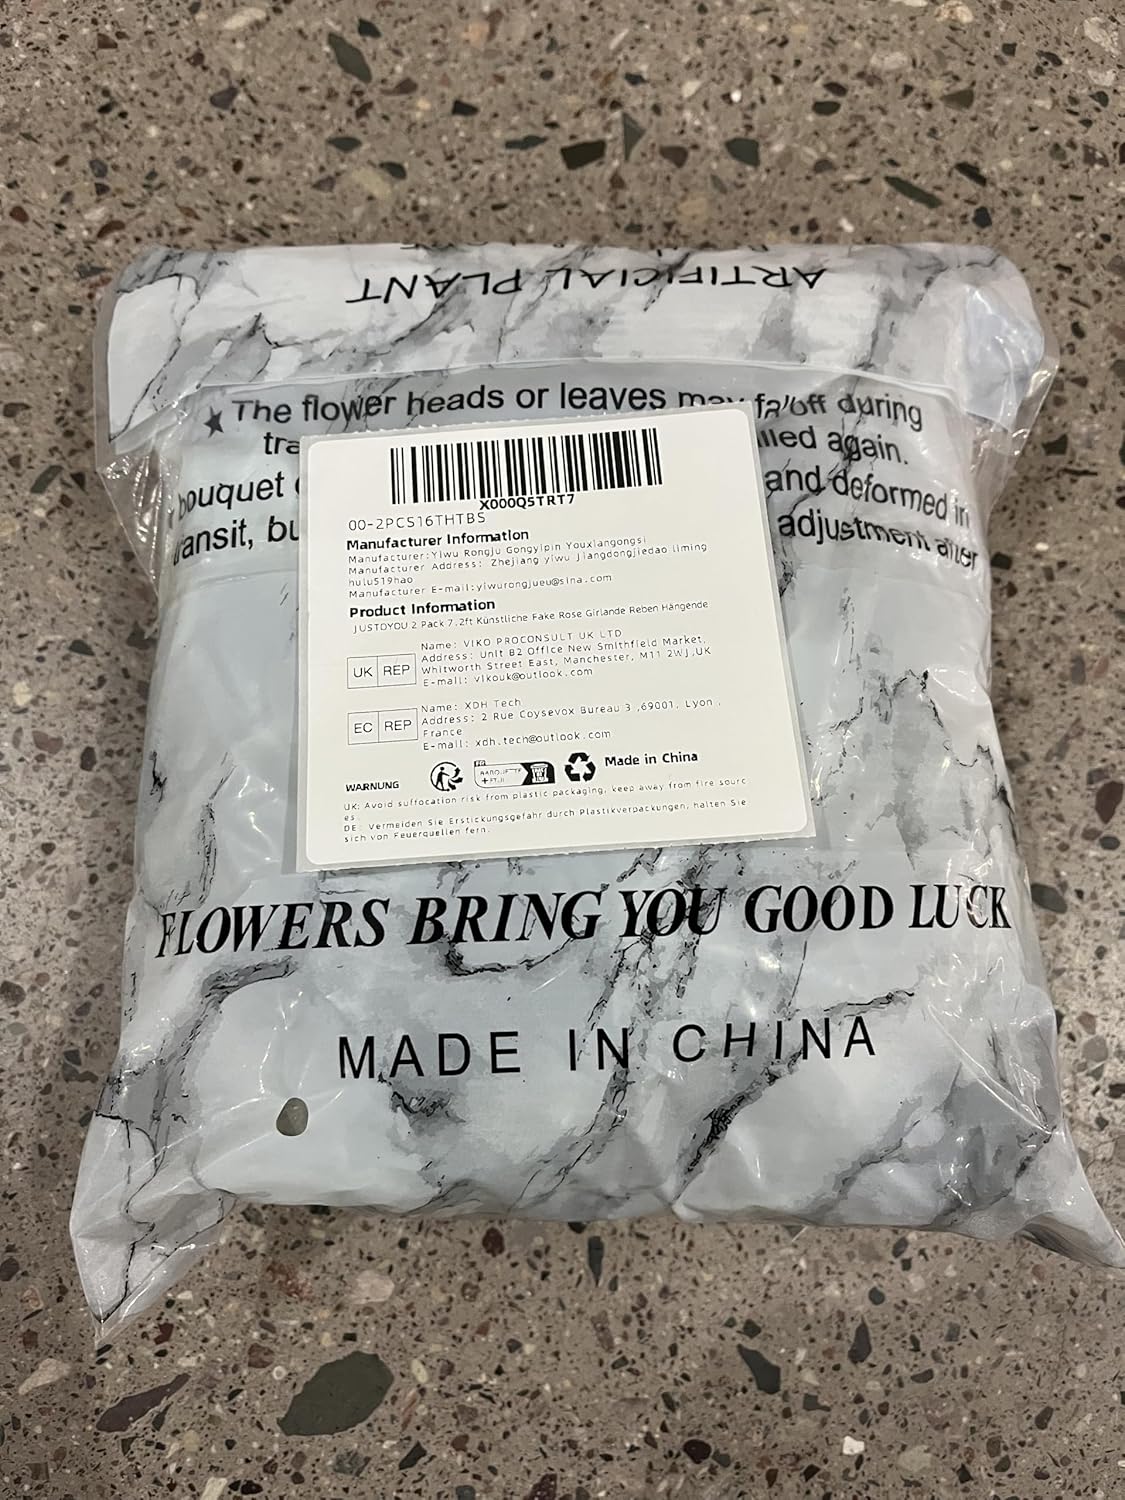 ARTIFICIAL PLANT
★ The flower heads or leaves may fall off during
lled again.
bouquet
and deformed in
transit, bu
adjustment after
X000Q5TRT7
00-2PCS16THTBS
Manufacturer Information
Manufacturer:Yiwu Rongju Gongyipin Youxiangongsi
Manufacturer Address: Zhejiang yiwu jiangdongjiedao liming
hulu519hao
Manufacturer E-mail:yiwurongjueu@sina.com
Product Information
JUSTOYOU 2 Pack 7.2ft Künstliche Fake Rose Girlande Reben Hängende
UK REP
Name: VIKO PROCONSULT UK LTD
Address: Unit B2 Office New Smithfield Market,
Whitworth Street East, Manchester, M11 2WJ,UK
E-mail: vikouk@outlook.com
EC REP
Name: XDH Tech
Address: 2 Rue Coysevox Bureau 3 ,69001, Lyon ,
France
E-mail: xdh.tech@outlook.com
Made in China
WARNUNG
UK: Avoid suffocation risk from plastic packaging, keep away from fire sourc
es
DE: Vermeiden Sie Erstickungsgefahr durch Plastikverpackungen; halten Sie
sich von Feuerquellen fern.
FLOWERS BRING YOU GOOD LUCK
MADE IN CHINA